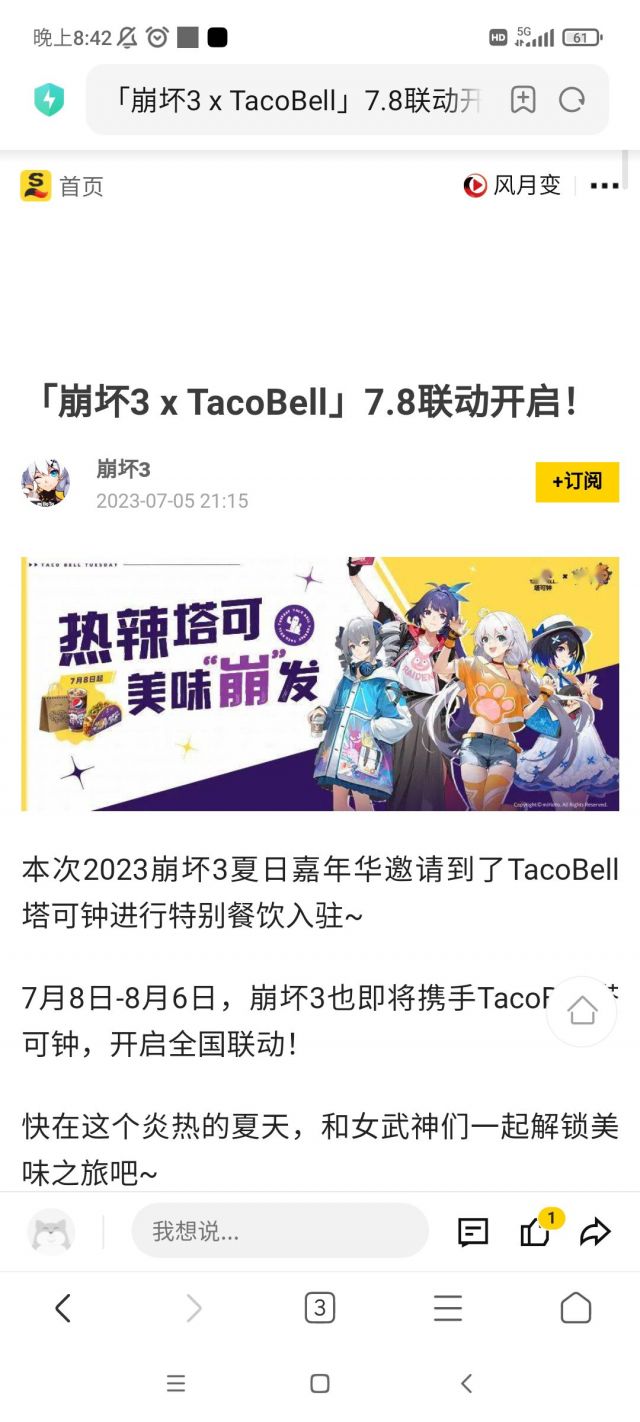 晚上8:42
HD 5G 61
「崩坏3 x TacoBell」7.8联动开
首页
风月变
「崩坏3 x TacoBell」7.8联动开启！
崩坏3
2023-07-05 21:15
+订阅
TACO BELL TUESDAY
塔可钟
热辣塔可
7月8日起
美味“崩”发
RAIDEN
Copyright © miHoYo. All Rights Reserved.
本次2023崩坏3夏日嘉年华邀请到了TacoBell
塔可钟进行特别餐饮入驻~
7月8日-8月6日，崩坏3也即将携手Taco
可钟，开启全国联动！
快在这个炎热的夏天，和女武神们一起解锁美
味之旅吧~
我想说...
1
3